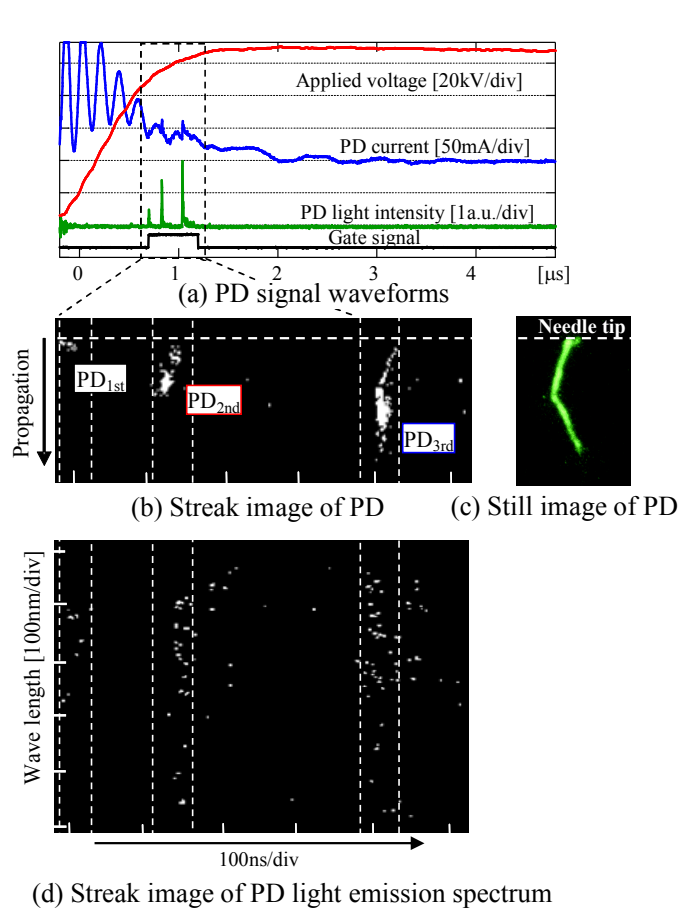 Applied voltage [20kV/div]
PD current [50mA/div]
PD light intensity [1a.u./div]
Gate signal
0 1 2 3 4 [μs]
(a) PD signal waveforms
Needle tip
Propagation
PD1st
PD2nd
PD3rd
(b) Streak image of PD
(c) Still image of PD
Wave length [100nm/div]
100ns/div
(d) Streak image of PD light emission spectrum